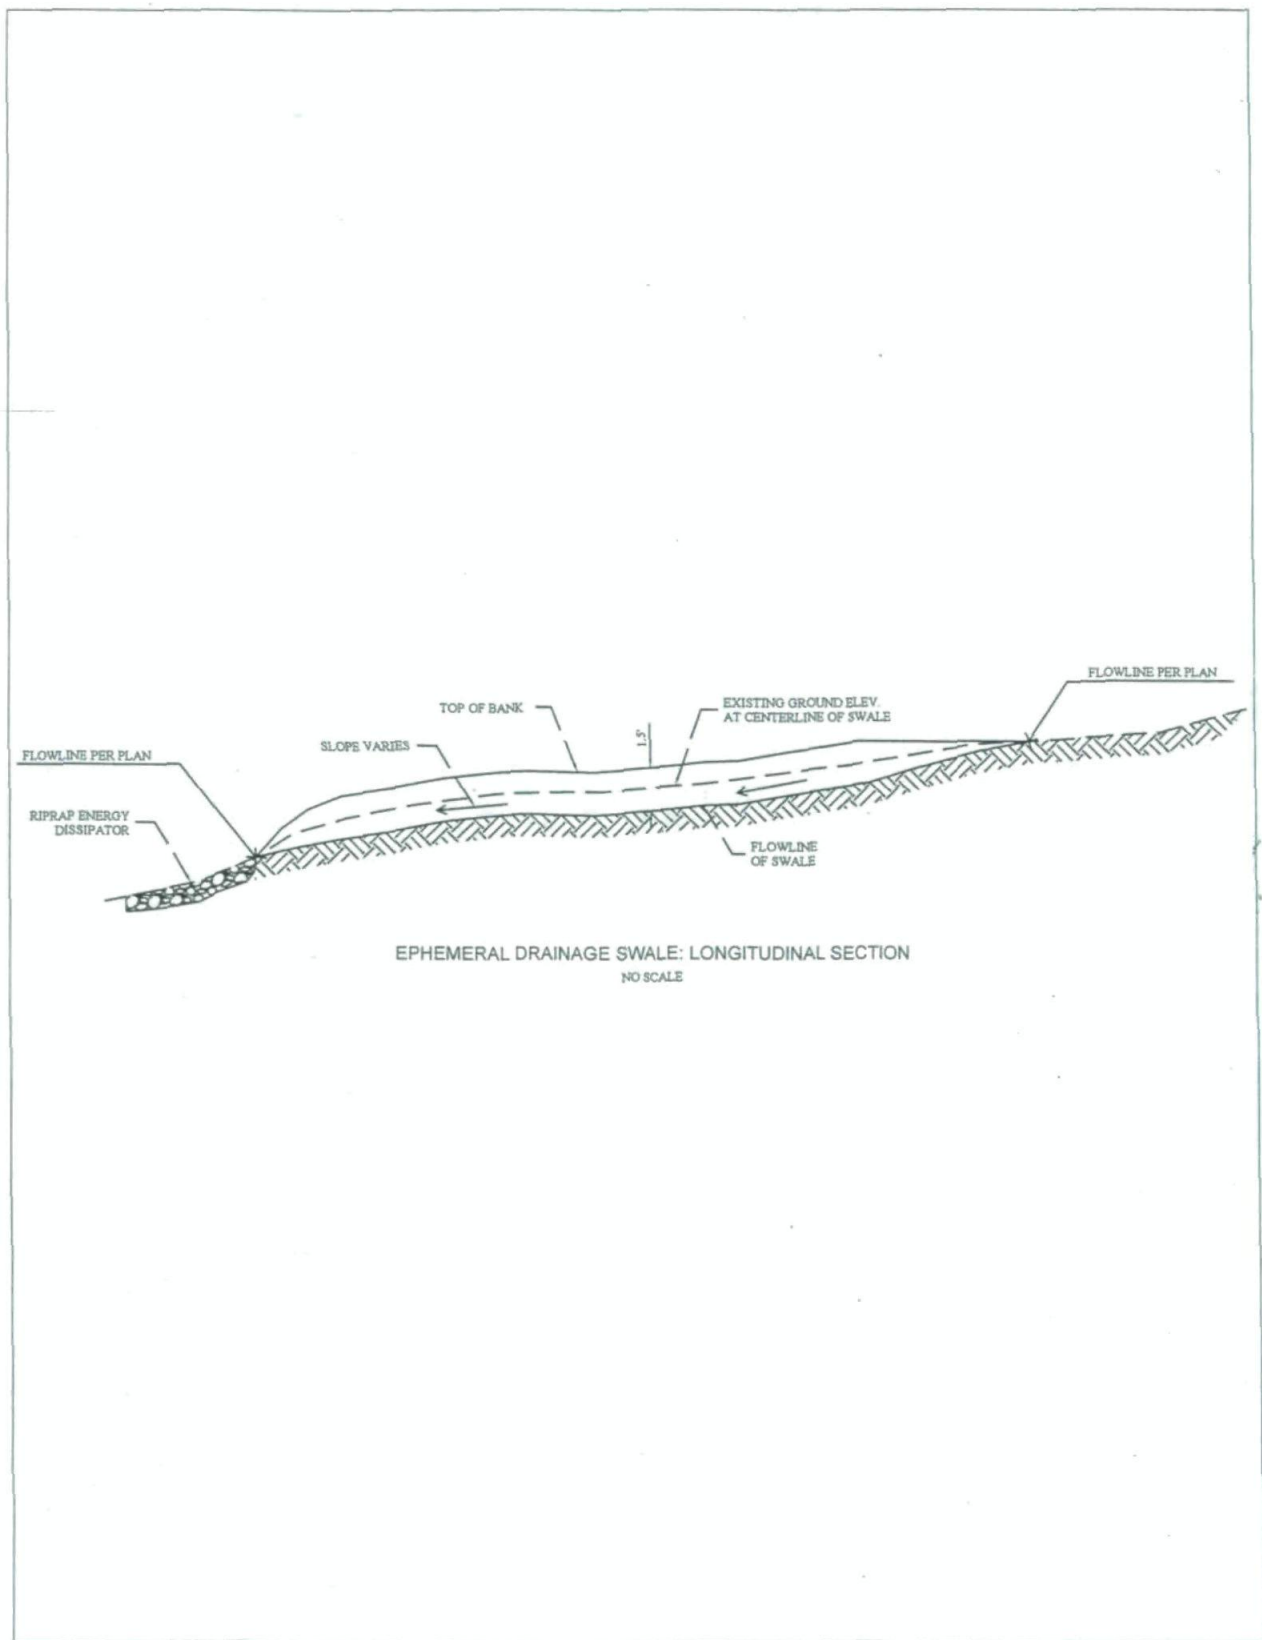 FLOWLINE PER PLAN
EXISTING GROUND ELEV.
AT CENTERLINE OF SWALE
TOP OF BANK
1.5'
SLOPE VARIES
FLOWLINE PER PLAN
RIPRAP ENERGY
DISSIPATOR
FLOWLINE
OF SWALE
EPHEMERAL DRAINAGE SWALE: LONGITUDINAL SECTION
NO SCALE